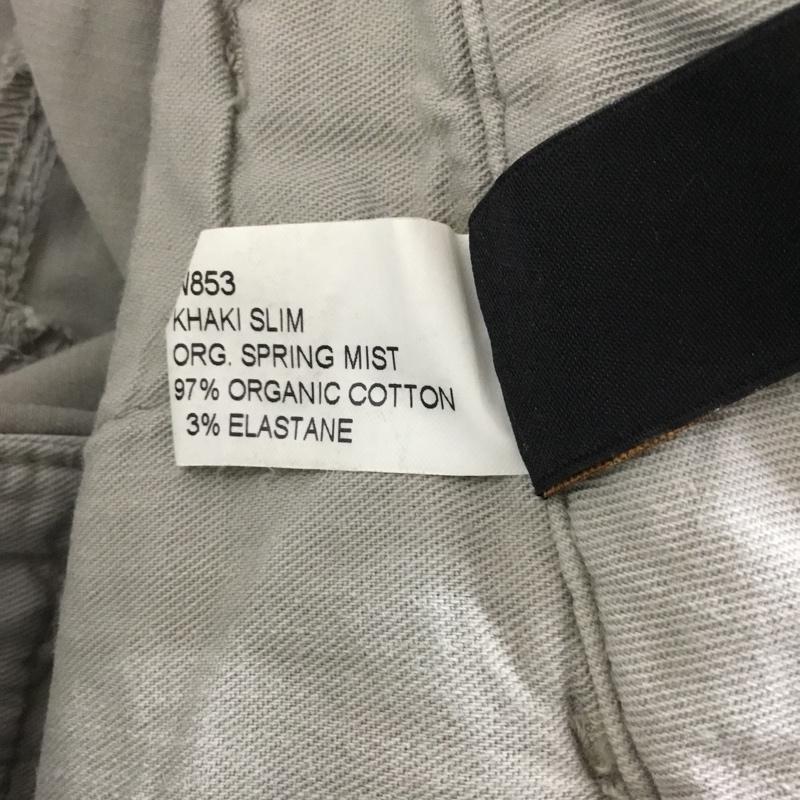 N853
KHAKI SLIM
ORG. SPRING MIST
97% ORGANIC COTTON
3% ELASTANE